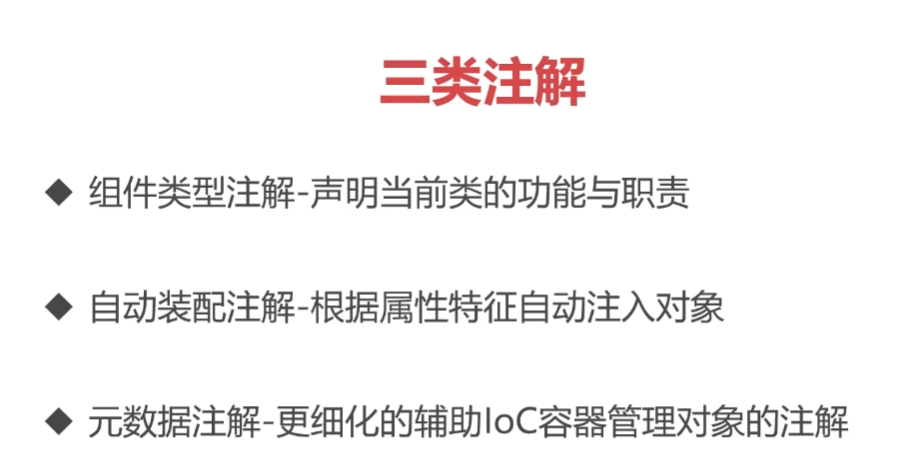 三类注解
◆ 组件类型注解-声明当前类的功能与职责
◆ 自动装配注解-根据属性特征自动注入对象
◆ 元数据注解-更细化的辅助IoC容器管理对象的注解